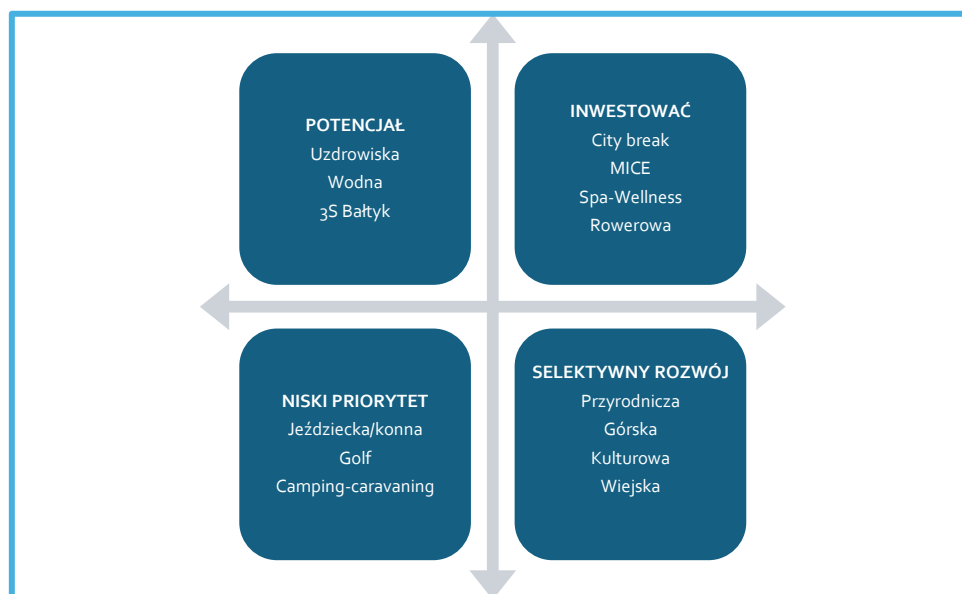 POTENCJAŁ
Uzdrowiska
Wodna
3S Bałtyk
INWESTOWAĆ
City break
MICE
Spa-Wellness
Rowerowa
NISKI PRIORYTET
Jeździecka/konna
Golf
Camping-caravaning
SELEKTYWNY ROZWÓJ
Przyrodnicza
Górska
Kulturowa
Wiejska